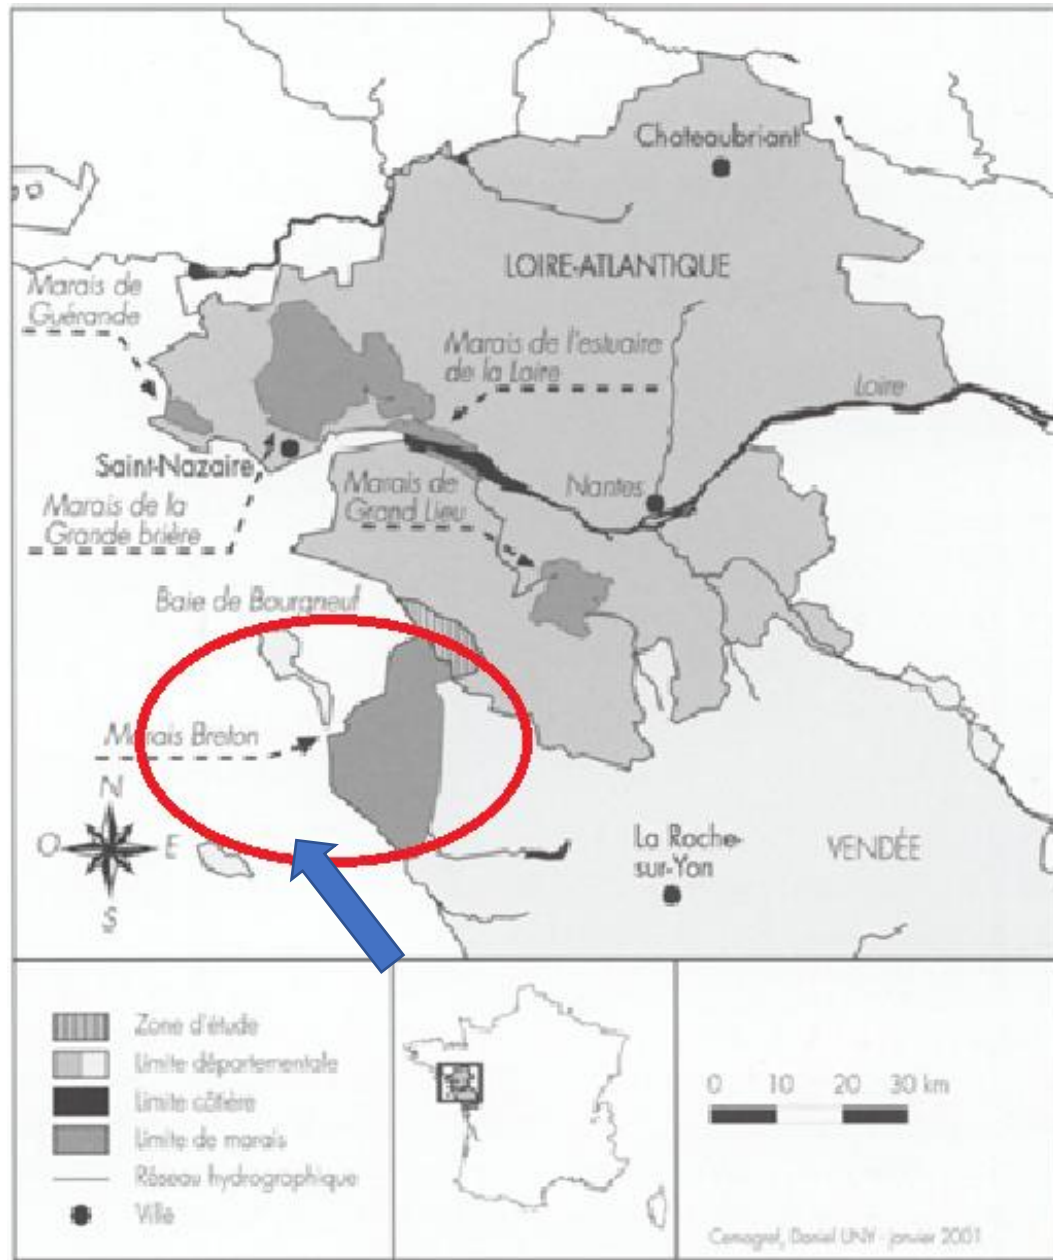 Chateaubriant
LOIRE-ATLANTIQUE
Marais de
Guérande
Marais de l'estuaire
de la Loire
Loire
Saint-Nazaire
Marais de
Grand Lieu
Nantes
Marais de la
Grande brière
Baie de Bourgneuf
Marais Breton
N
O
E
S
La Roche-
sur-Yon
VENDÉE
Zone d'étude
Limite départementale
Limite côtière
Limite de marais
Réseau hydrographique
Ville
0 10 20 30 km
Cemagref, Daniel UNY - janvier 2001